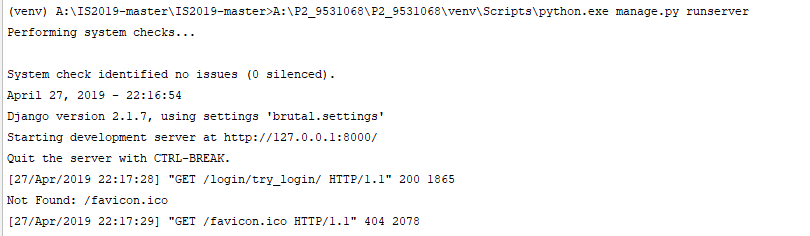 (venv) A:\IS2019-master\IS2019-master>A:\P2_9531068\P2_9531068\venv\Scripts\python.exe manage.py runserver
Performing system checks...
System check identified no issues (0 silenced).
April 27, 2019 - 22:16:54
Django version 2.1.7, using settings 'brutal.settings'
Starting development server at http://127.0.0.1:8000/
Quit the server with CTRL-BREAK.
[27/Apr/2019 22:17:28] "GET /login/try_login/ HTTP/1.1" 200 1865
Not Found: /favicon.ico
[27/Apr/2019 22:17:29] "GET /favicon.ico HTTP/1.1" 404 2078